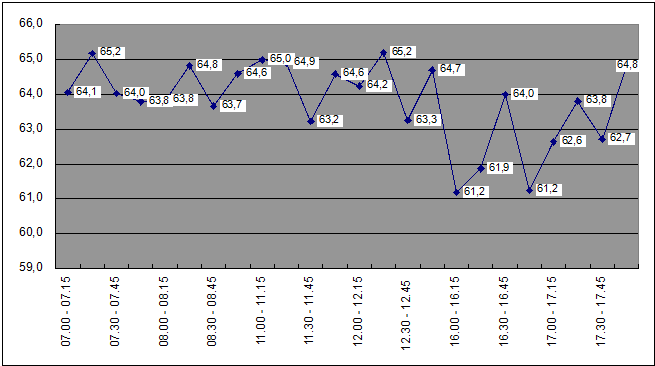 66,0
65,0
64,0
63,0
62,0
61,0
60,0
59,0
64,1
65,2
64,0
63,8
63,8
64,8
63,7
64,6
65,0
64,9
63,2
64,6
64,2
65,2
63,3
64,7
61,2
61,9
64,0
61,2
62,6
63,8
62,7
64,8
07.00 - 07.15
07.30 - 07.45
08.00 - 08.15
08.30 - 08.45
11.00 - 11.15
11.30 - 11.45
12.00 - 12.15
12.30 - 12.45
16.00 - 16.15
16.30 - 16.45
17.00 - 17.15
17.30 - 17.45